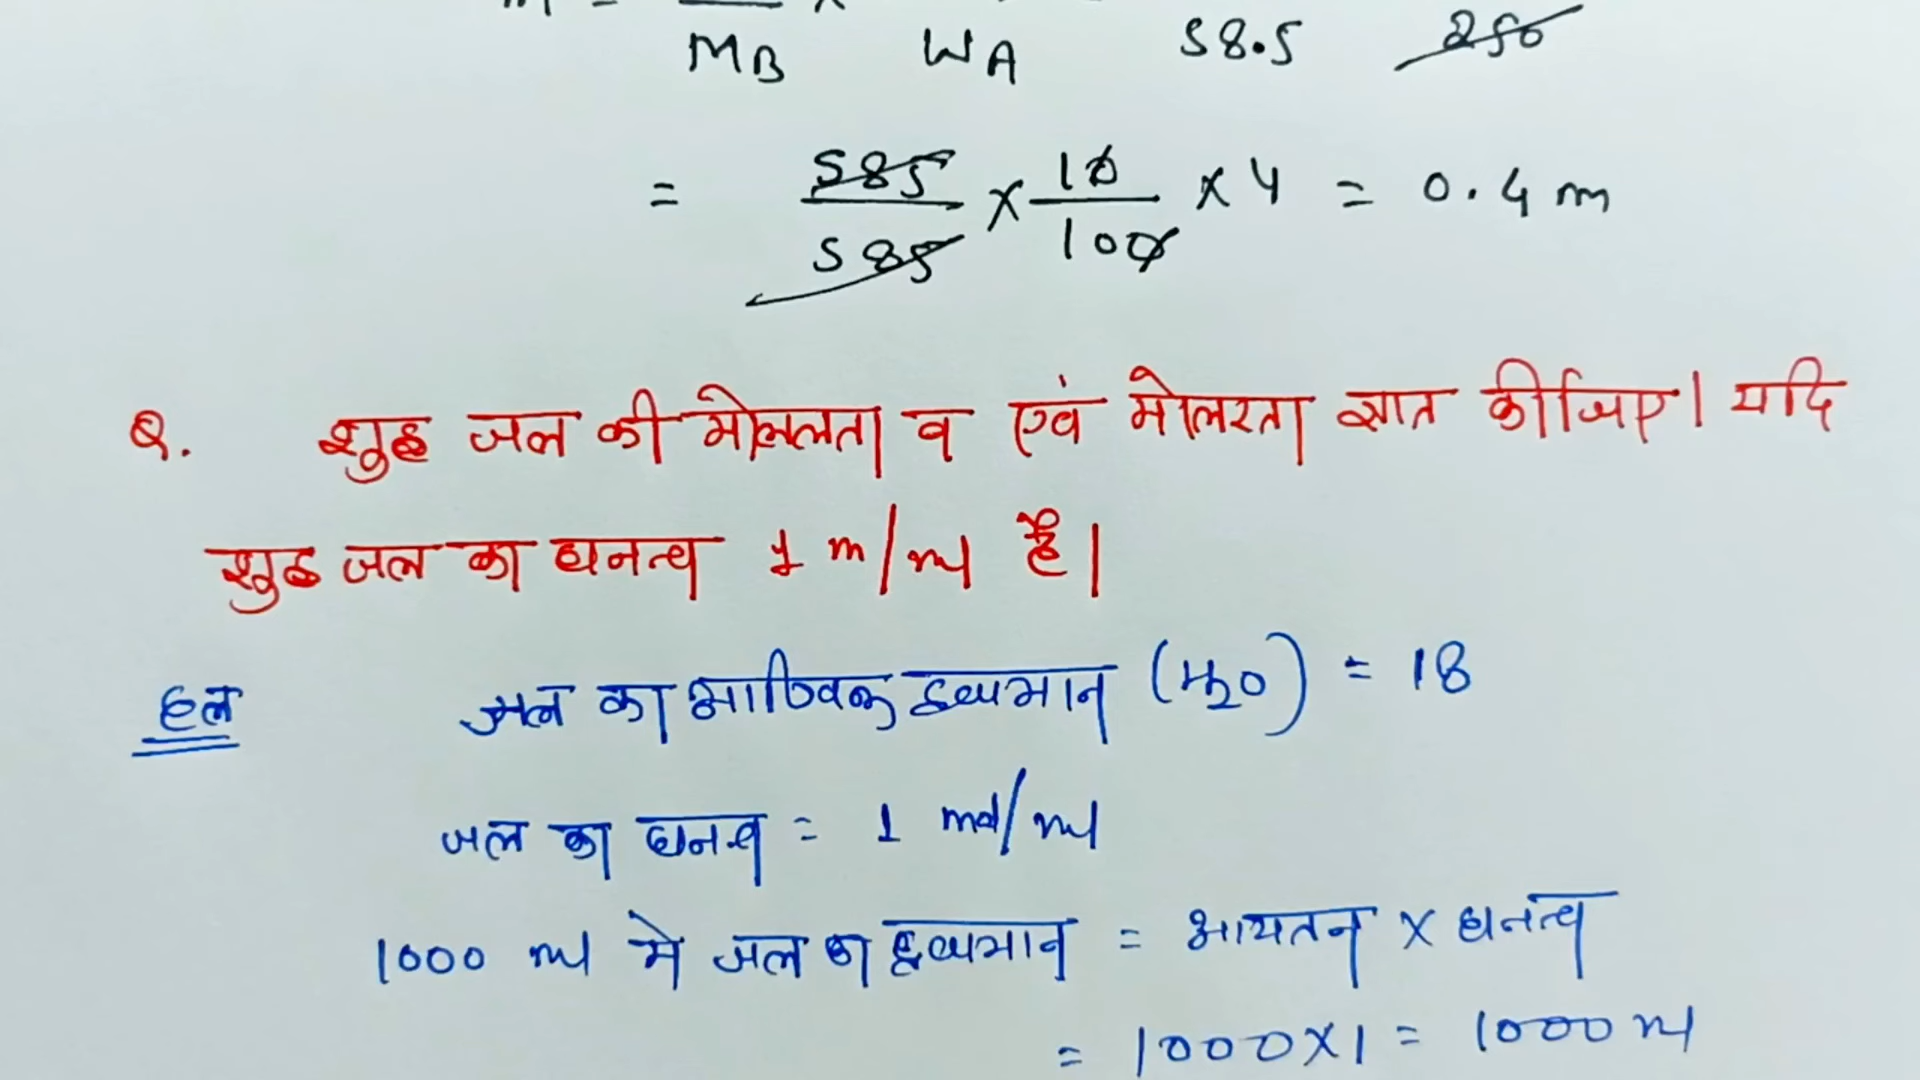 MB WA 58.5 250
= 585/585 × 10/100 × 4 = 0.4 m
Q. शुद्ध जल की मोललता व एवं मोलरता ज्ञात कीजिए। यदि
शुद्ध जल का घनत्व 1 m/ml है।
हल जल का आण्विक द्रव्यमान (H2O) = 18
जल का घनत्व = 1 mol/ml
1000 ml मे जल का द्रव्यमान = आयतन × घनत्व
= 1000×1 = 1000 ml